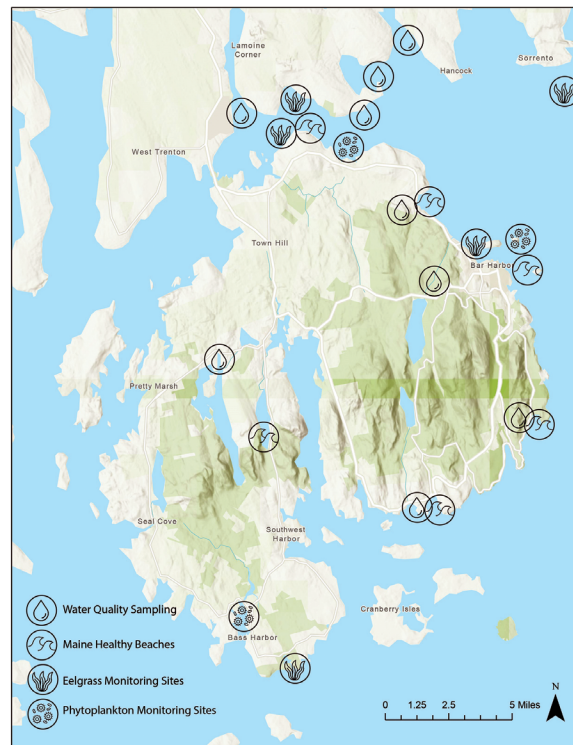 Lamoine
Corner
Sorrento
Hancock
West Trenton
Town Hill
Bar Harbor
Pretty Marsh
Seal Cove
Southwest
Harbor
Cranberry Isles
Bass Harbor
Water Quality Sampling
Maine Healthy Beaches
Eelgrass Monitoring Sites
Phytoplankton Monitoring Sites
N
0 1.25 2.5 5 Miles